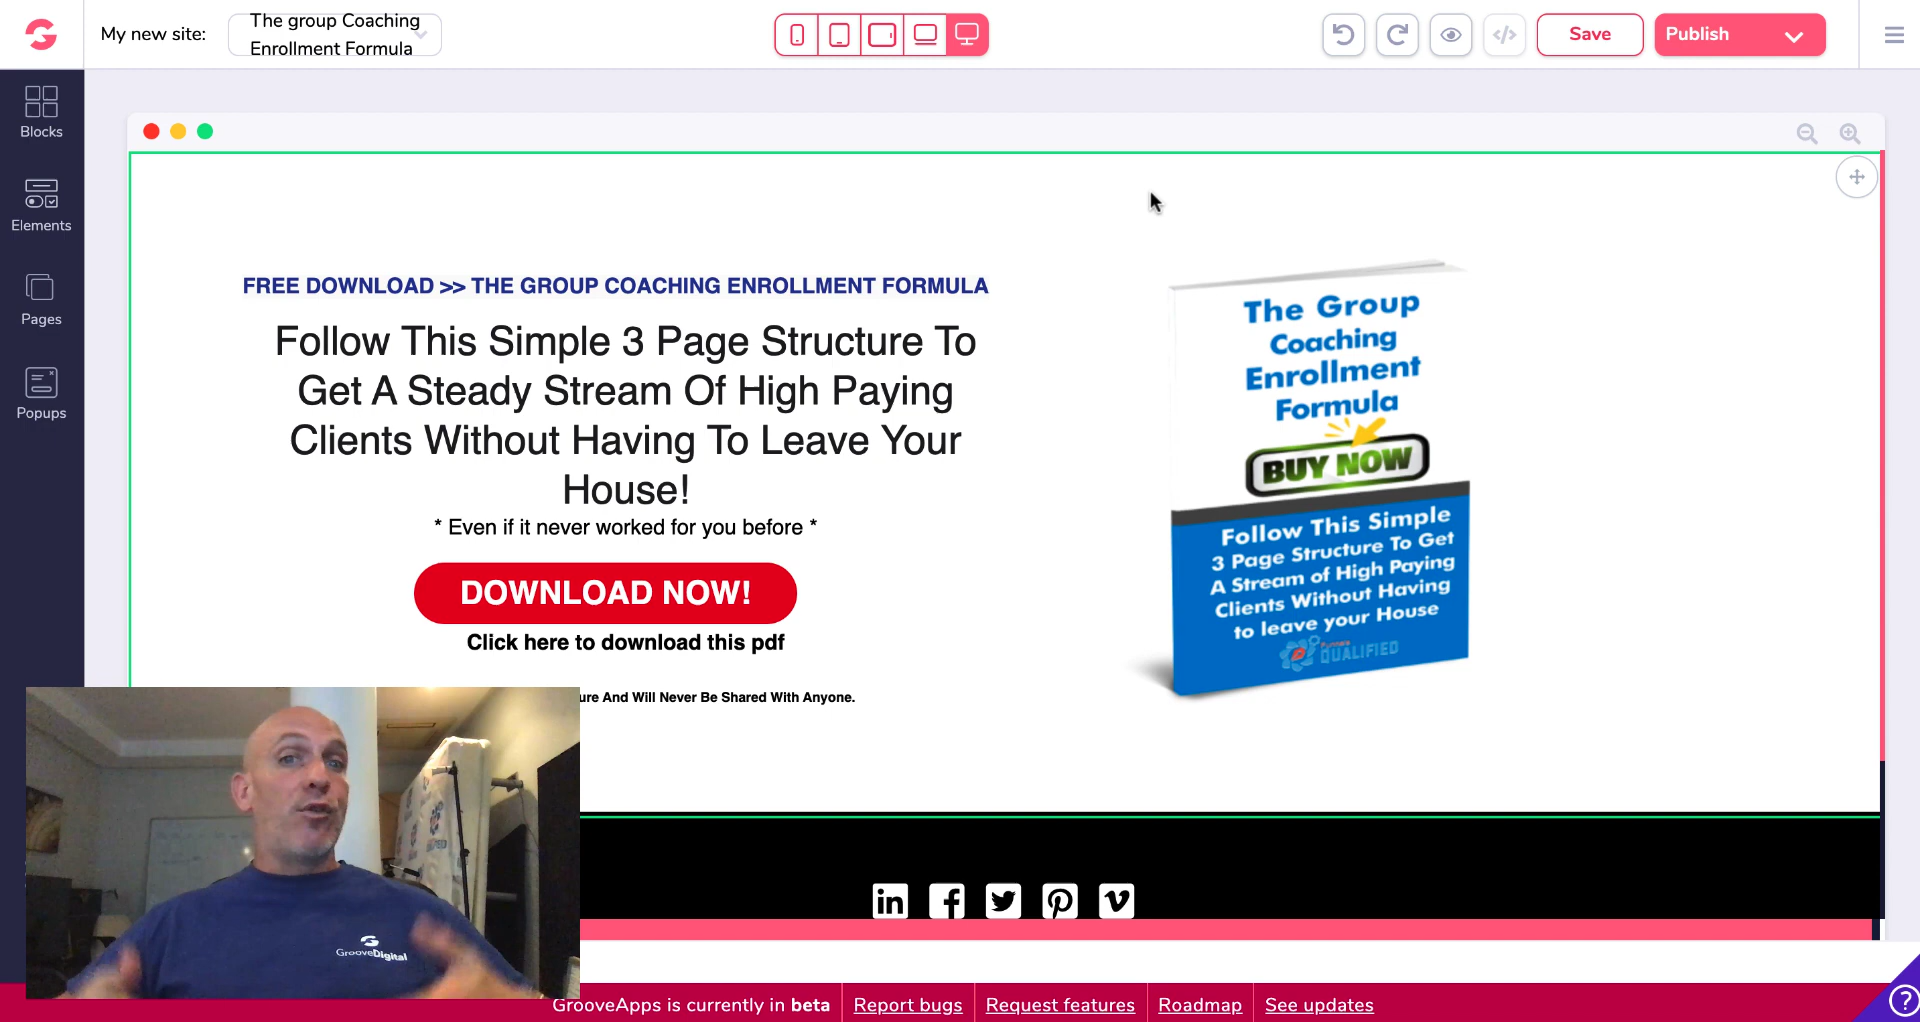 My new site:
The group Coaching
Enrollment Formula
Save
Publish
Blocks
Elements
Pages
Popups
FREE DOWNLOAD >> THE GROUP COACHING ENROLLMENT FORMULA
Follow This Simple 3 Page Structure To
Get A Steady Stream Of High Paying
Clients Without Having To Leave Your
House!
* Even if it never worked for you before *
DOWNLOAD NOW!
Click here to download this pdf
And Will Never Be Shared With Anyone.
The Group
Coaching
Enrollment
Formula
BUY NOW
Follow This Simple
3 Page Structure To Get
A Stream of High Paying
Clients Without Having
to leave your House
QUALIFIED
GrooveDigital
GrooveApps is currently in beta
Report bugs
Request features
Roadmap
See updates